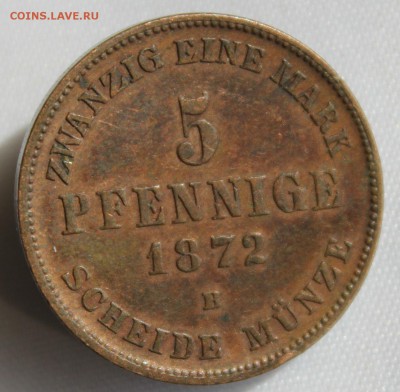 COINS.LAVE.RU
ZWANZIG EINE MARK
5
PFENNIGE
1872
B
SCHEIDE MÜNZE